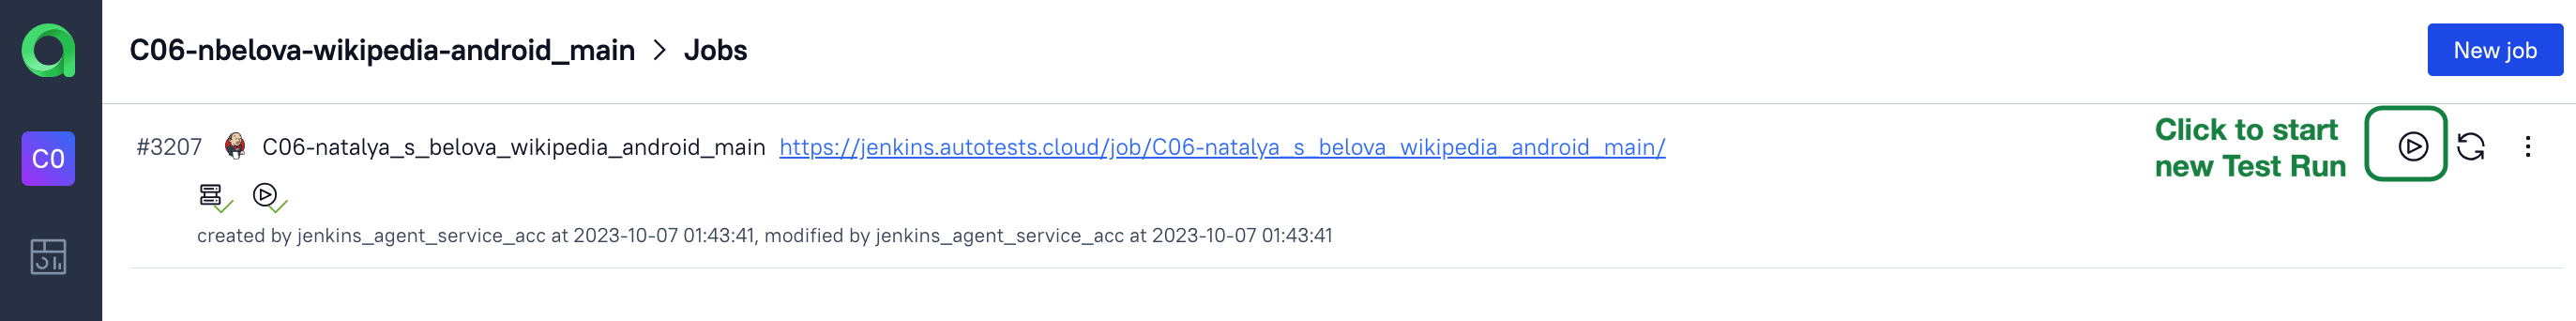 C06-nbelova-wikipedia-android_main > Jobs
New job
C0
#3207 C06-natalya_s_belova_wikipedia_android_main https://jenkins.autotests.cloud/job/C06-natalya_s_belova_wikipedia_android_main/
Click to start
new Test Run
created by jenkins_agent_service_acc at 2023-10-07 01:43:41, modified by jenkins_agent_service_acc at 2023-10-07 01:43:41